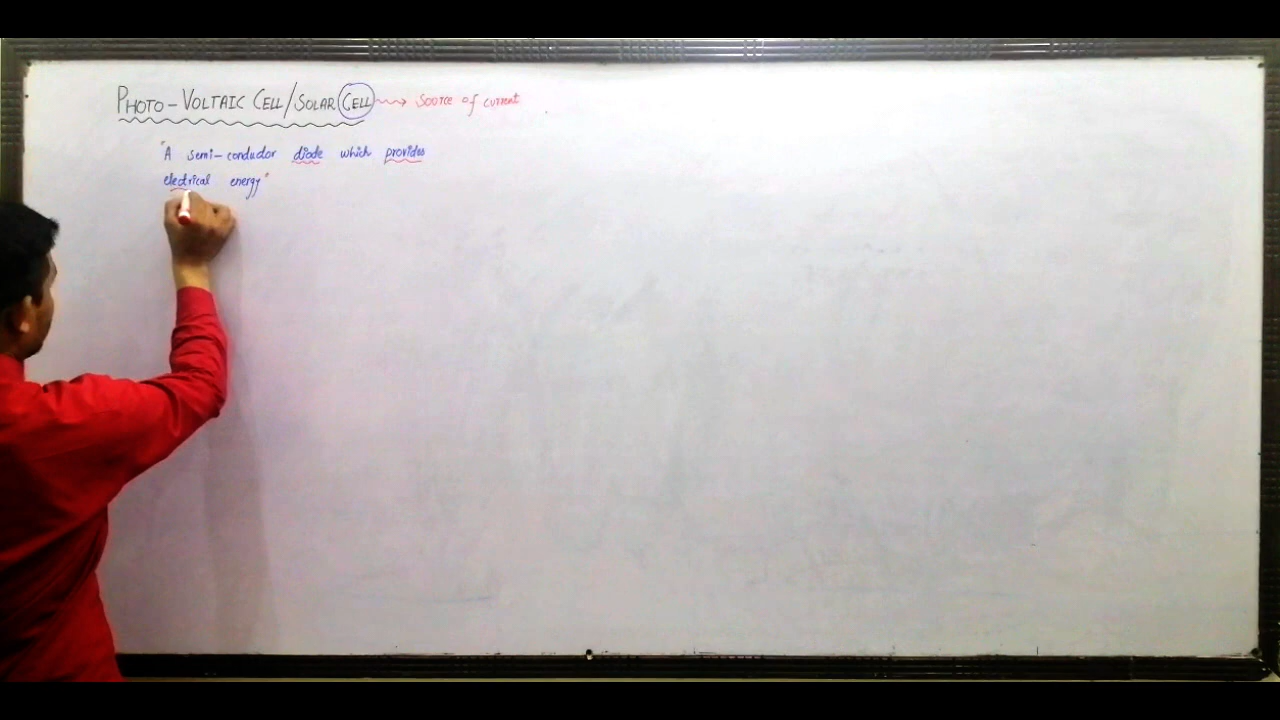 PHOTO-VOLTAIC CELL/SOLAR CELL → Source of current
"A semi-conductor diode which provides
electrical energy"